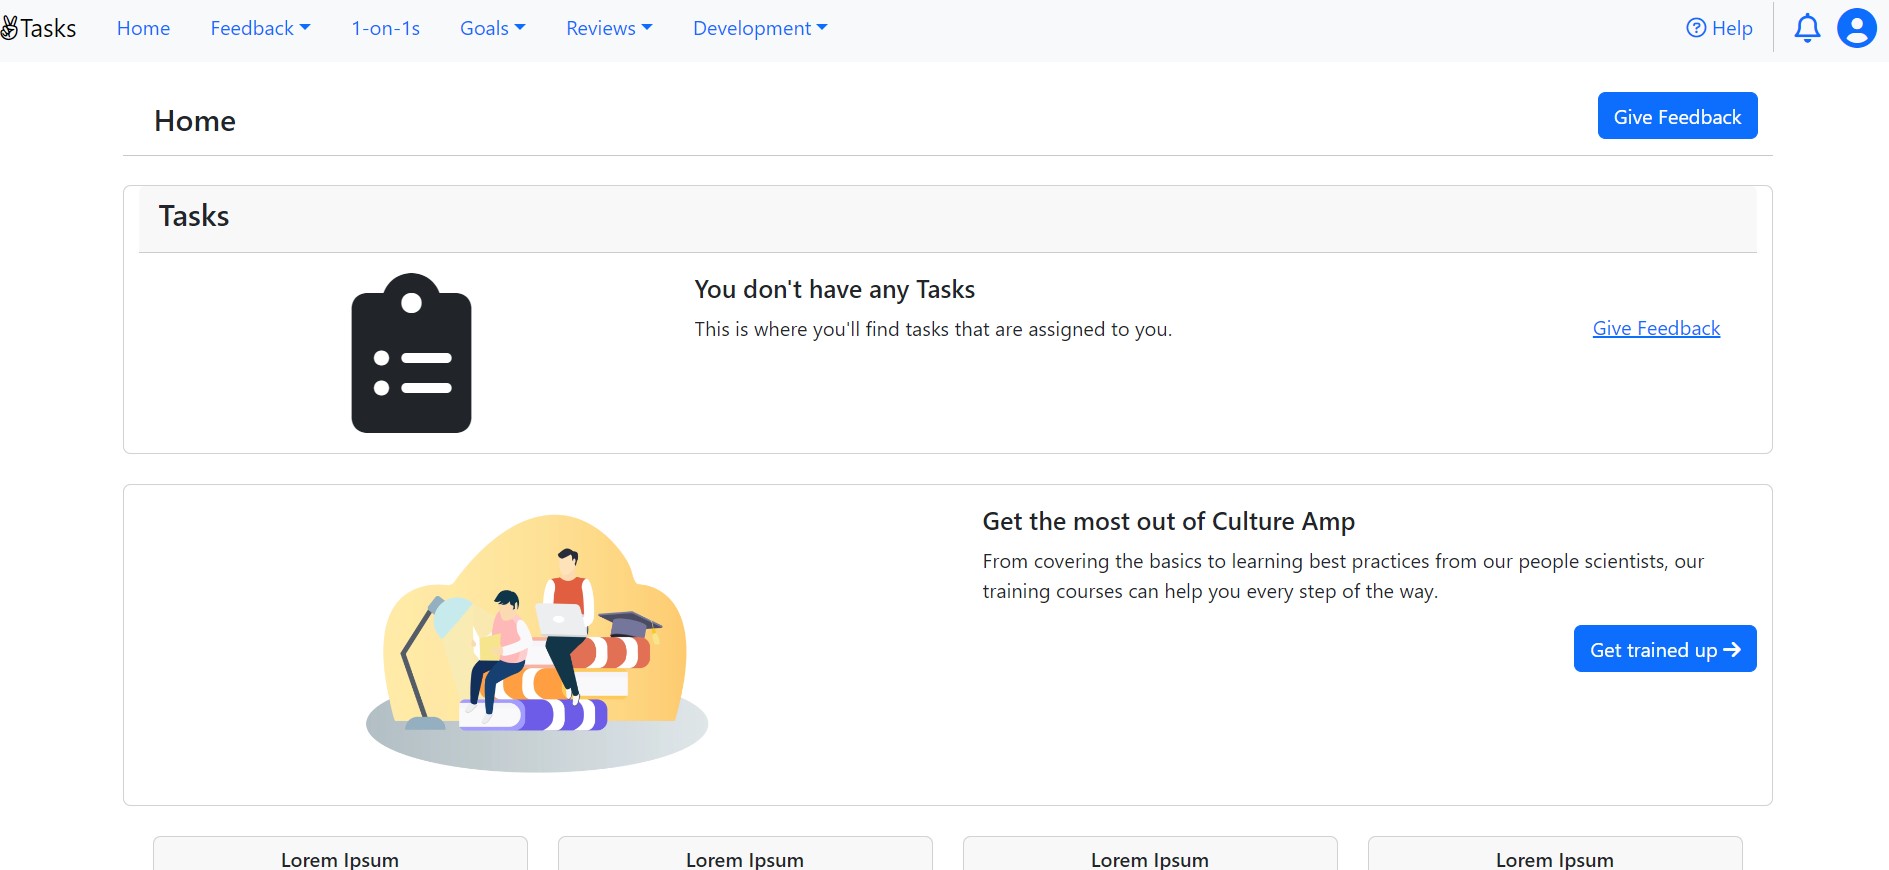 Tasks Home Feedback 1-on-1s Goals Reviews Development Help
Home
Give Feedback
Tasks
You don't have any Tasks
This is where you'll find tasks that are assigned to you.
Give Feedback
Get the most out of Culture Amp
From covering the basics to learning best practices from our people scientists, our
training courses can help you every step of the way.
Get trained up
Lorem Ipsum Lorem Ipsum Lorem Ipsum Lorem Ipsum